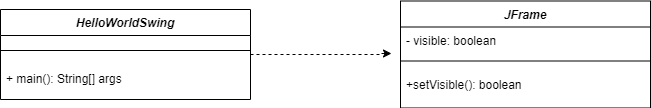 HelloWorldSwing
+ main(): String[] args
JFrame
- visible: boolean
+setVisible(): boolean